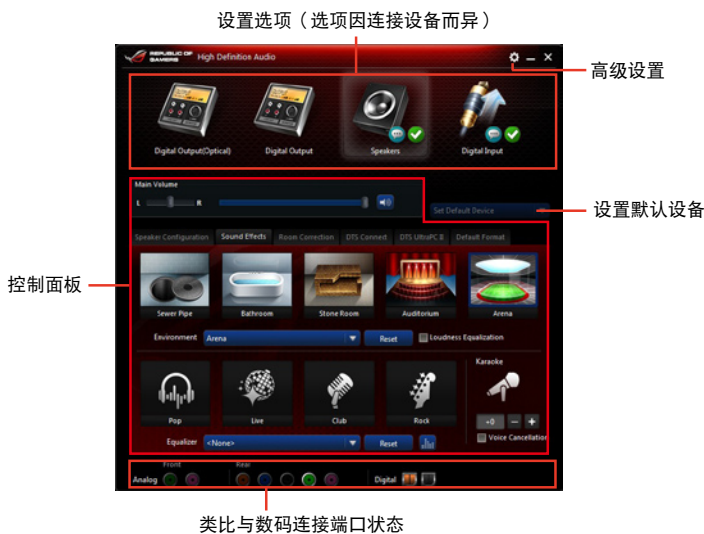 设置选项（选项因连接设备而异）
REPUBLIC OF
GAMERS
High Definition Audio
高级设置
Digital Output(Optical)
Digital Output
Speakers
Digital Input
Main Volume
L
R
Set Default Device
设置默认设备
Speaker Configuration
Sound Effects
Room Correction
DTS Connect
DTS UltraPC II
Default Format
控制面板
Sewer Pipe
Bathroom
Stone Room
Auditorium
Arena
Environment
Arena
Reset
Loudness Equalization
Karaoke
Pop
Live
Club
Rock
+0
Equalizer
<None>
Reset
Voice Cancellation
Front
Rear
Analog
Digital
类比与数码连接端口状态